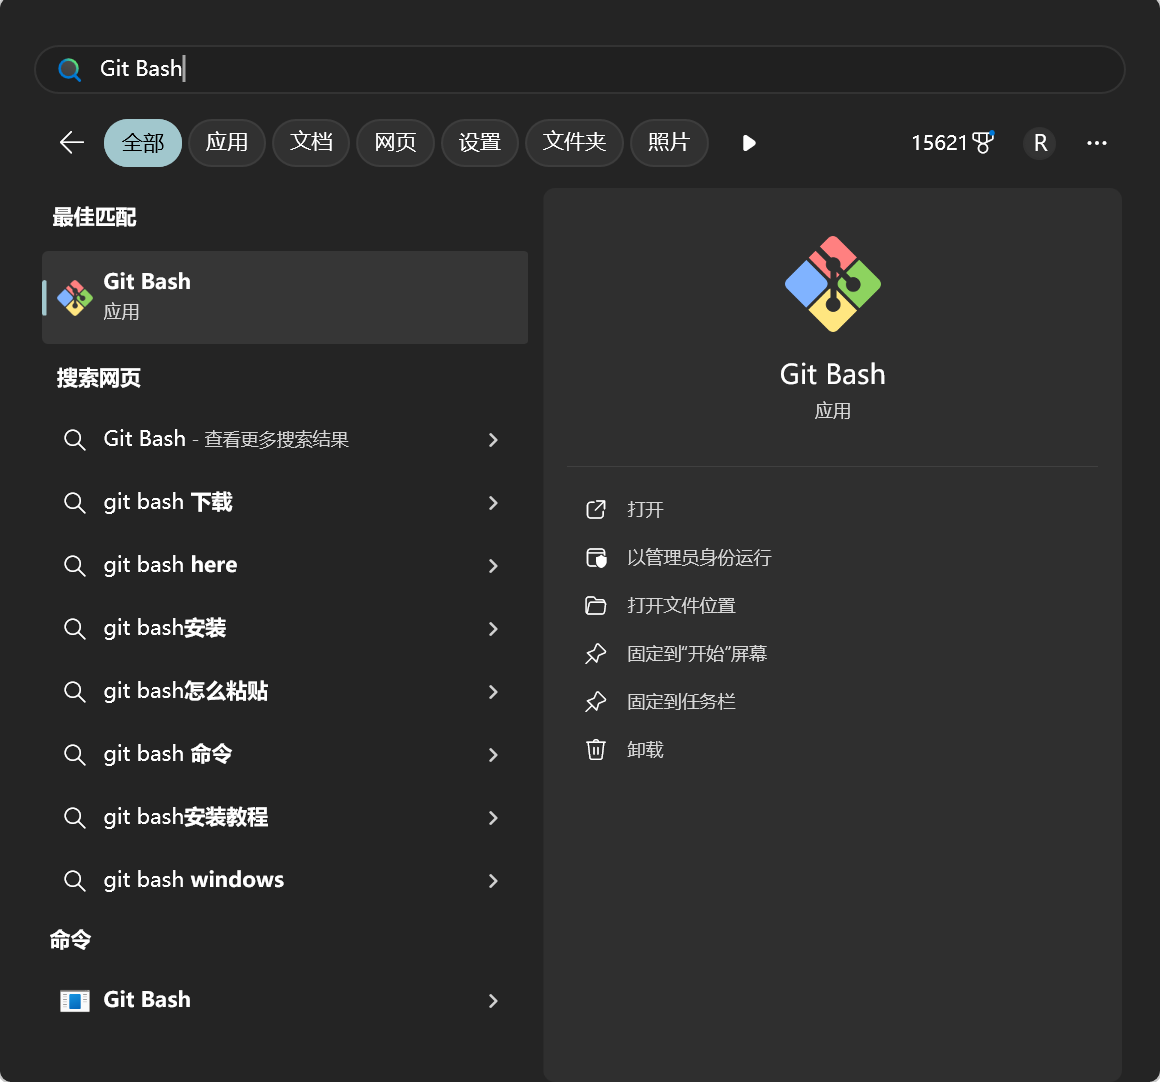 Git Bash
全部 应用 文档 网页 设置 文件夹 照片 15621 R
最佳匹配
Git Bash
应用
搜索网页
Git Bash - 查看更多搜索结果
git bash 下载
git bash here
git bash安装
git bash怎么粘贴
git bash 命令
git bash安装教程
git bash windows
命令
Git Bash
Git Bash
应用
打开
以管理员身份运行
打开文件位置
固定到“开始”屏幕
固定到任务栏
卸载